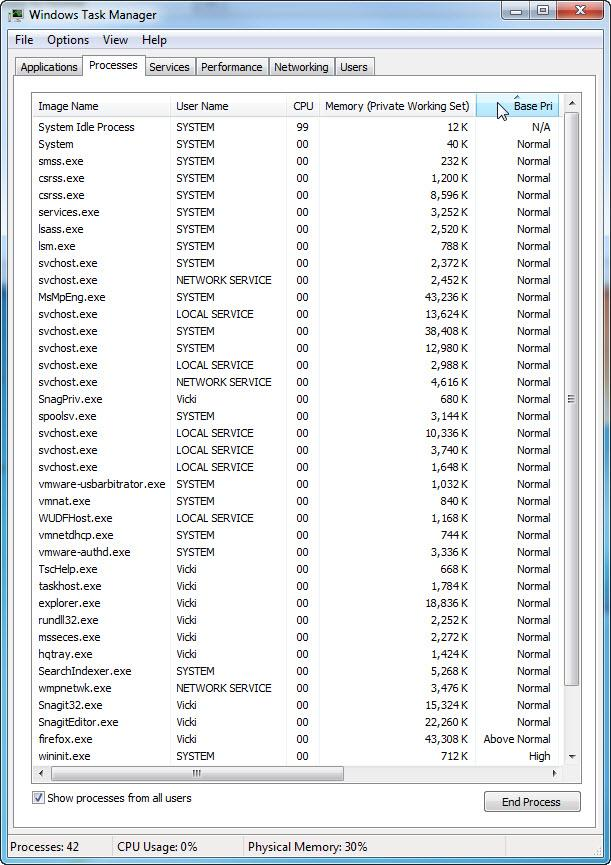 Windows Task Manager
File Options View Help
Applications Processes Services Performance Networking Users
Image Name User Name CPU Memory (Private Working Set) Base Pri
System Idle Process SYSTEM 99 12 K N/A
System SYSTEM 00 40 K Normal
smss.exe SYSTEM 00 232 K Normal
csrss.exe SYSTEM 00 1,200 K Normal
csrss.exe SYSTEM 00 8,596 K Normal
services.exe SYSTEM 00 3,252 K Normal
lsass.exe SYSTEM 00 2,520 K Normal
lsm.exe SYSTEM 00 788 K Normal
svchost.exe SYSTEM 00 2,372 K Normal
svchost.exe NETWORK SERVICE 00 2,452 K Normal
MsMpEng.exe SYSTEM 00 43,236 K Normal
svchost.exe LOCAL SERVICE 00 13,624 K Normal
svchost.exe SYSTEM 00 38,408 K Normal
svchost.exe SYSTEM 00 12,980 K Normal
svchost.exe LOCAL SERVICE 00 2,988 K Normal
svchost.exe NETWORK SERVICE 00 4,616 K Normal
SnagPriv.exe Vicki 00 680 K Normal
spoolsv.exe SYSTEM 00 3,144 K Normal
svchost.exe LOCAL SERVICE 00 10,336 K Normal
svchost.exe LOCAL SERVICE 00 3,740 K Normal
svchost.exe LOCAL SERVICE 00 1,648 K Normal
vmware-usbarbitrator.exe SYSTEM 00 1,032 K Normal
vmnat.exe SYSTEM 00 840 K Normal
WUDFHost.exe LOCAL SERVICE 00 1,168 K Normal
vmnetdhcp.exe SYSTEM 00 744 K Normal
vmware-authd.exe SYSTEM 00 3,336 K Normal
TscHelp.exe Vicki 00 668 K Normal
taskhost.exe Vicki 00 1,784 K Normal
explorer.exe Vicki 00 18,836 K Normal
rundll32.exe Vicki 00 2,252 K Normal
msseces.exe Vicki 00 2,272 K Normal
hqtray.exe Vicki 00 1,424 K Normal
SearchIndexer.exe SYSTEM 00 5,268 K Normal
wmpnetwk.exe NETWORK SERVICE 00 3,476 K Normal
Snagit32.exe Vicki 00 15,324 K Normal
SnagitEditor.exe Vicki 00 22,260 K Normal
firefox.exe Vicki 00 43,308 K Above Normal
wininit.exe SYSTEM 00 712 K High
Show processes from all users
End Process
Processes: 42 CPU Usage: 0% Physical Memory: 30%